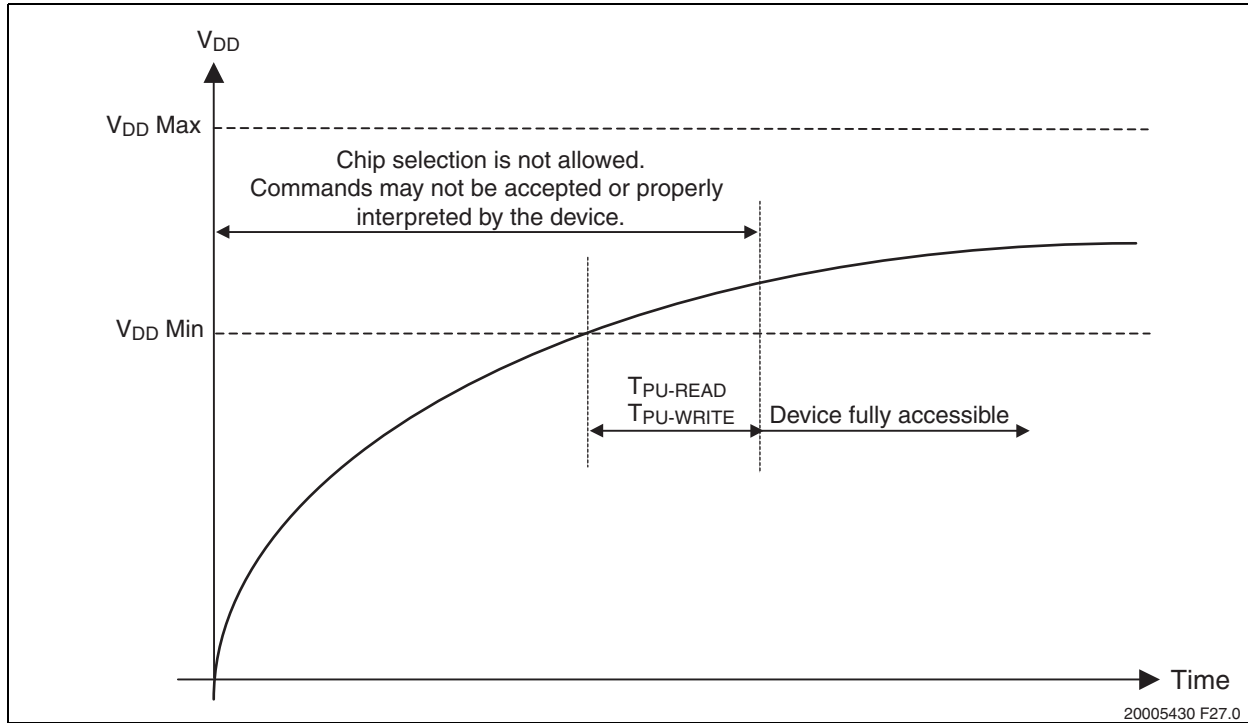 VDD
VDD Max
Chip selection is not allowed.
Commands may not be accepted or properly
interpreted by the device.
VDD Min
TPU-READ
TPU-WRITE
Device fully accessible
Time
20005430 F27.0